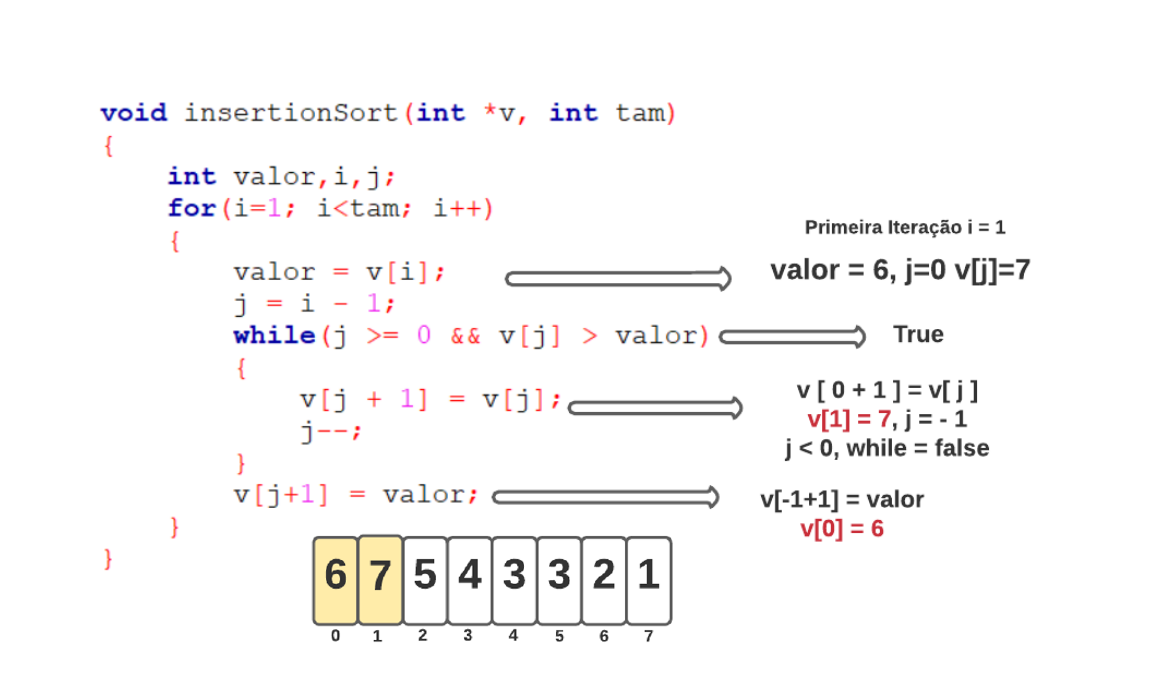 void insertionSort(int *v, int tam)
{
int valor,i,j;
for(i=1; i<tam; i++)
{
Primeira Iteração i = 1
valor = v[i];
valor = 6, j=0 v[j]=7
j = i - 1;
while(j >= 0 && v[j] > valor)
True
{
v[j + 1] = v[j];
v [ 0 + 1 ] = v[ j ]
j--;
v[1] = 7, j = - 1
j < 0, while = false
}
v[j+1] = valor;
v[-1+1] = valor
v[0] = 6
}
}
6 7 5 4 3 3 2 1
0 1 2 3 4 5 6 7